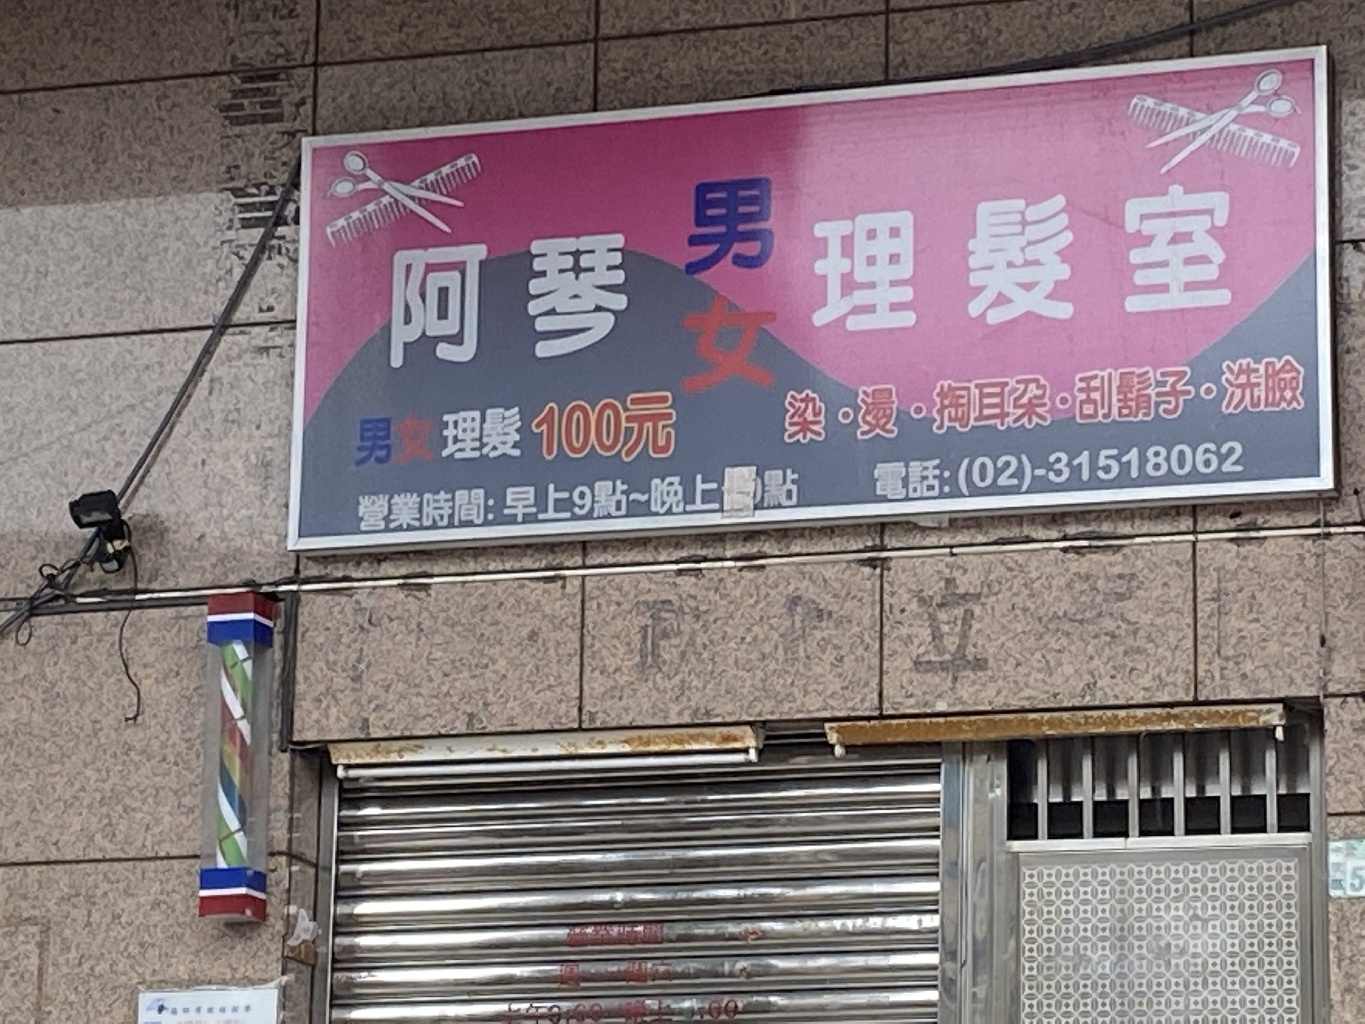 阿琴男女理髮室
男女理髮100元
染·燙·掏耳朵·刮鬍子·洗臉
營業時間:早上9點~晚上 點
電話:(02)-31518062
立